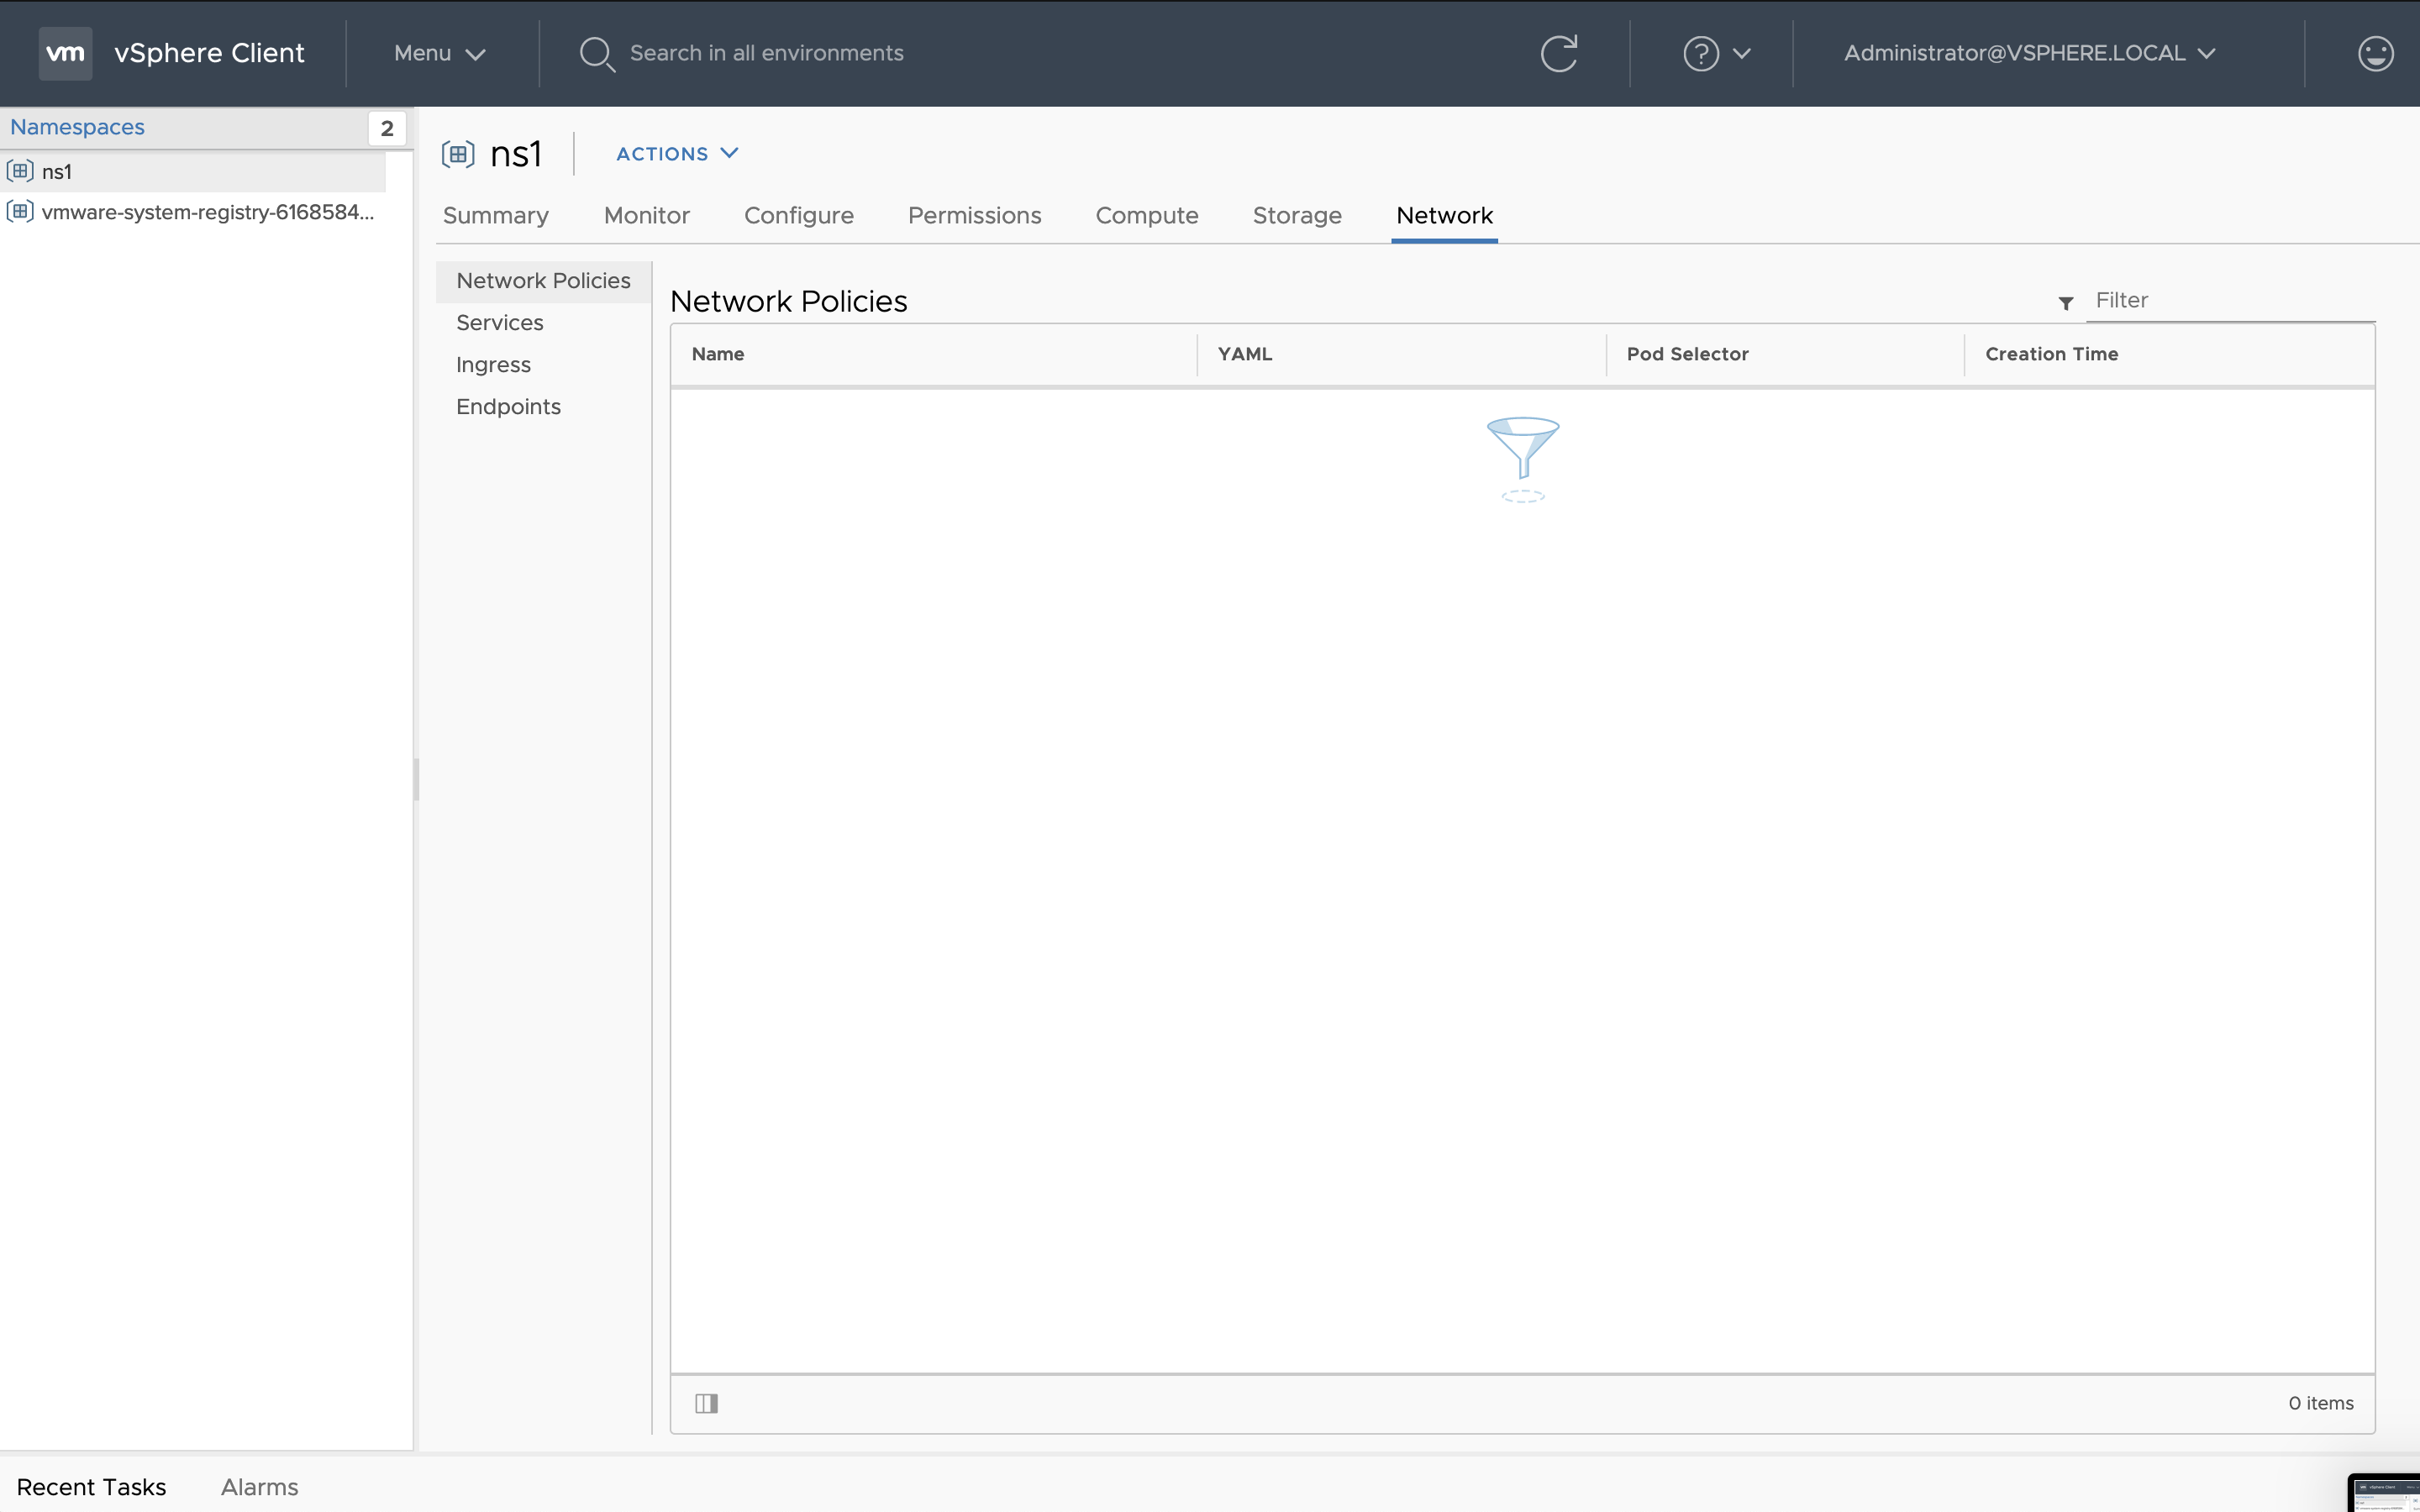 vm vSphere Client Menu Search in all environments ? Administrator@VSPHERE.LOCAL
Namespaces 2
ns1
vmware-system-registry-6168584...
ns1 ACTIONS
Summary Monitor Configure Permissions Compute Storage Network
Network Policies
Services
Ingress
Endpoints
Network Policies Filter
Name YAML Pod Selector Creation Time
0 items
Recent Tasks Alarms